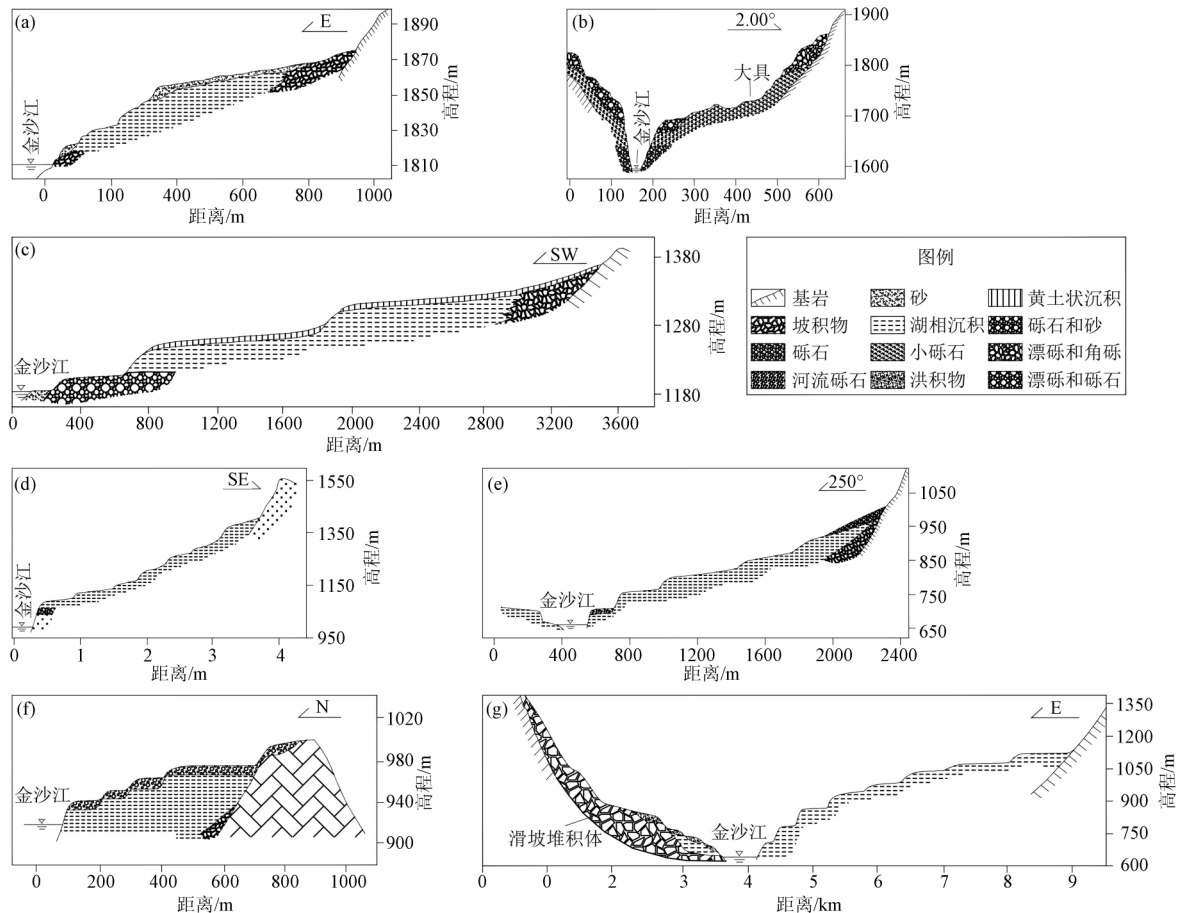 (a)
E
1890
1870
1850
1830
1810
高程/m
金沙江
0 200 400 600 800 1000
距离/m
(b)
2.00°
1900
1800
1700
1600
高程/m
大具
金沙江
0 100 200 300 400 500 600
距离/m
(c)
SW
1380
1280
1180
高程/m
金沙江
0 400 800 1200 1600 2000 2400 2800 3200 3600
距离/m
图例
基岩 砂 黄土状沉积
坡积物 湖相沉积 砾石和砂
砾石 小砾石 漂砾和角砾
河流砾石 洪积物 漂砾和砾石
(d)
SE
1550
1350
1150
950
高程/m
金沙江
0 1 2 3 4
距离/m
(e)
250°
1050
950
850
750
650
高程/m
金沙江
0 400 800 1200 1600 2000 2400
距离/m
(f)
N
1020
980
940
900
高程/m
金沙江
0 200 400 600 800 1000
距离/m
(g)
E
1350
1200
1050
900
750
600
高程/m
滑坡堆积体
金沙江
0 0 2 3 4 5 6 7 8 9
距离/km